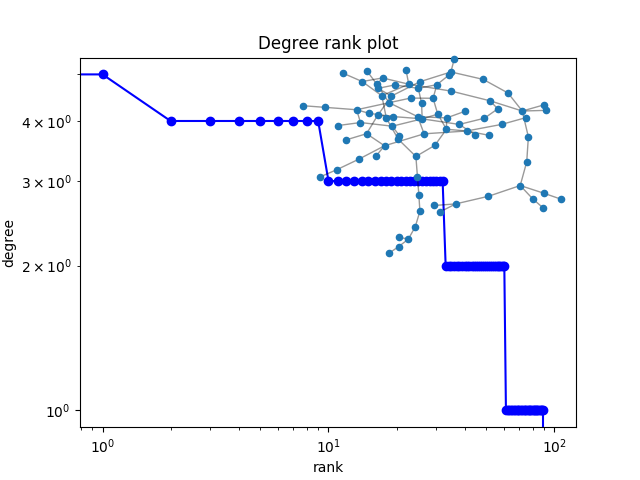 Degree rank plot
degree
4 × 10⁰
3 × 10⁰
2 × 10⁰
10⁰
10⁰
10¹
10²
rank